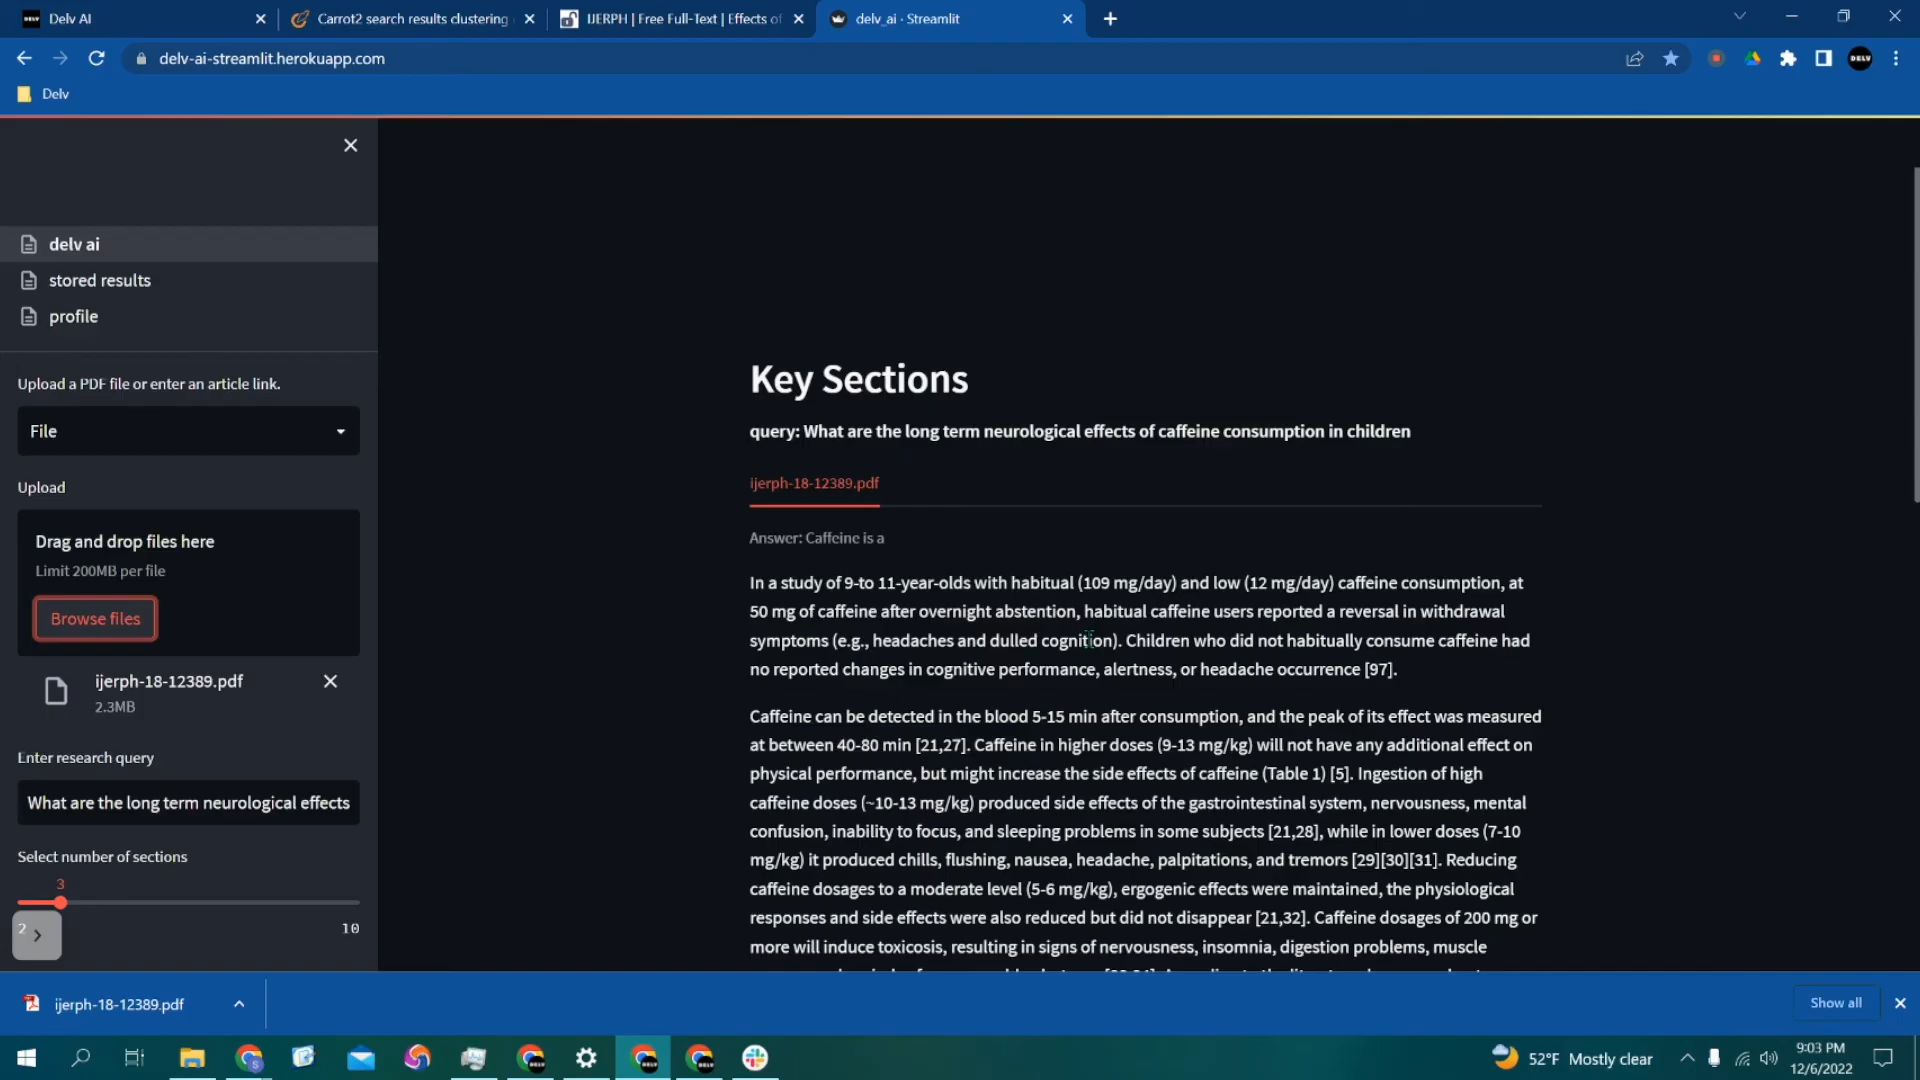 Delv AI
Carrot2 search results clustering
IJERPH | Free Full-Text | Effects of
delv_ai · Streamlit
delv-ai-streamlit.herokuapp.com
DELV
Delv
delv ai
stored results
profile
Upload a PDF file or enter an article link.
File
Upload
Drag and drop files here
Limit 200MB per file
Browse files
ijerph-18-12389.pdf
2.3MB
Enter research query
What are the long term neurological effects
Select number of sections
3
2
10
Key Sections
query: What are the long term neurological effects of caffeine consumption in children
ijerph-18-12389.pdf
Answer: Caffeine is a
In a study of 9-to 11-year-olds with habitual (109 mg/day) and low (12 mg/day) caffeine consumption, at
50 mg of caffeine after overnight abstention, habitual caffeine users reported a reversal in withdrawal
symptoms (e.g., headaches and dulled cognition). Children who did not habitually consume caffeine had
no reported changes in cognitive performance, alertness, or headache occurrence [97].
Caffeine can be detected in the blood 5-15 min after consumption, and the peak of its effect was measured
at between 40-80 min [21,27]. Caffeine in higher doses (9-13 mg/kg) will not have any additional effect on
physical performance, but might increase the side effects of caffeine (Table 1) [5]. Ingestion of high
caffeine doses (~10-13 mg/kg) produced side effects of the gastrointestinal system, nervousness, mental
confusion, inability to focus, and sleeping problems in some subjects [21,28], while in lower doses (7-10
mg/kg) it produced chills, flushing, nausea, headache, palpitations, and tremors [29][30][31]. Reducing
caffeine dosages to a moderate level (5-6 mg/kg), ergogenic effects were maintained, the physiological
responses and side effects were also reduced but did not disappear [21,32]. Caffeine dosages of 200 mg or
more will induce toxicosis, resulting in signs of nervousness, insomnia, digestion problems, muscle
ijerph-18-12389.pdf
Show all
52°F Mostly clear
9:03 PM
12/6/2022